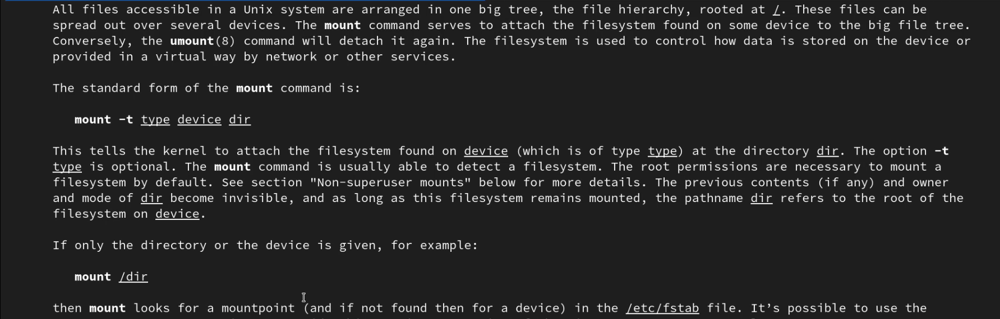 All files accessible in a Unix system are arranged in one big tree, the file hierarchy, rooted at /. These files can be
spread out over several devices. The mount command serves to attach the filesystem found on some device to the big file tree.
Conversely, the umount(8) command will detach it again. The filesystem is used to control how data is stored on the device or
provided in a virtual way by network or other services.
The standard form of the mount command is:
mount -t type device dir
This tells the kernel to attach the filesystem found on device (which is of type type) at the directory dir. The option -t
type is optional. The mount command is usually able to detect a filesystem. The root permissions are necessary to mount a
filesystem by default. See section "Non-superuser mounts" below for more details. The previous contents (if any) and owner
and mode of dir become invisible, and as long as this filesystem remains mounted, the pathname dir refers to the root of the
filesystem on device.
If only the directory or the device is given, for example:
mount /dir
then mount looks for a mountpoint (and if not found then for a device) in the /etc/fstab file. It’s possible to use the